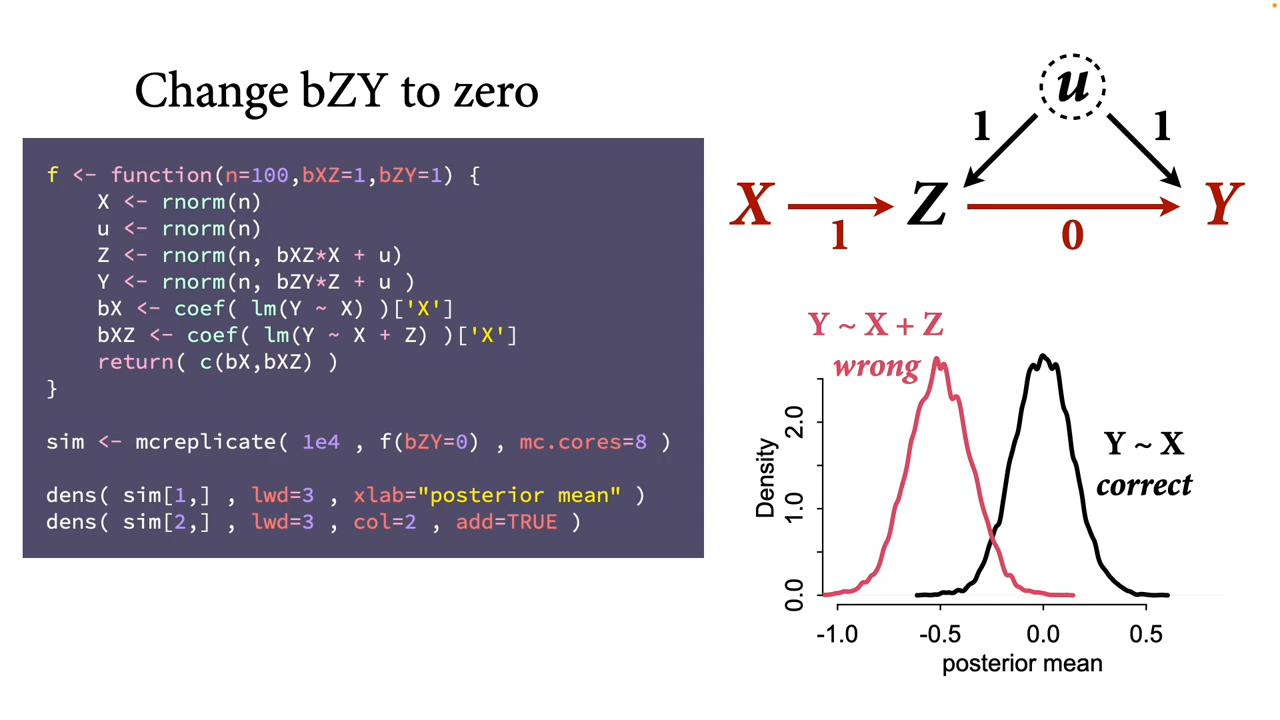 Change bZY to zero
f <- function(n=100,bXZ=1,bZY=1) {
X <- rnorm(n)
u <- rnorm(n)
Z <- rnorm(n, bXZ*X + u)
Y <- rnorm(n, bZY*Z + u )
bX <- coef( lm(Y ~ X) )['X']
bXZ <- coef( lm(Y ~ X + Z) )['X']
return( c(bX,bXZ) )
}
sim <- mcreplicate( 1e4 , f(bZY=0) , mc.cores=8 )
dens( sim[1,] , lwd=3 , xlab="posterior mean" )
dens( sim[2,] , lwd=3 , col=2 , add=TRUE )
u
1 1
X Z Y
1 0
Y ~ X + Z
wrong
Y ~ X
correct
Density
2.0
1.0
0.0
-1.0 -0.5 0.0 0.5
posterior mean